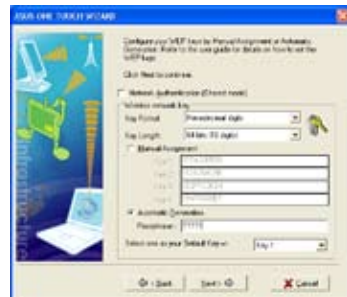 ASUS ONE TOUCH WIZARD
Configure your WEP keys by Manual Assignment or Automatic
Generation. Refer to the user guide for details on how to set the
WEP keys.
Click Next to continue.
Network Authentication (Shared mode)
Wireless network key
Key Format: Hexadecimal digits
Key Length: 64 bits (10 digits)
Manual Assignment
Key 1:
Key 2:
Key 3:
Key 4:
Automatic Generation
Passphrase: 11111
Select one as your Default Key => Key 1
< Back
Next >
Cancel
Infrastructure